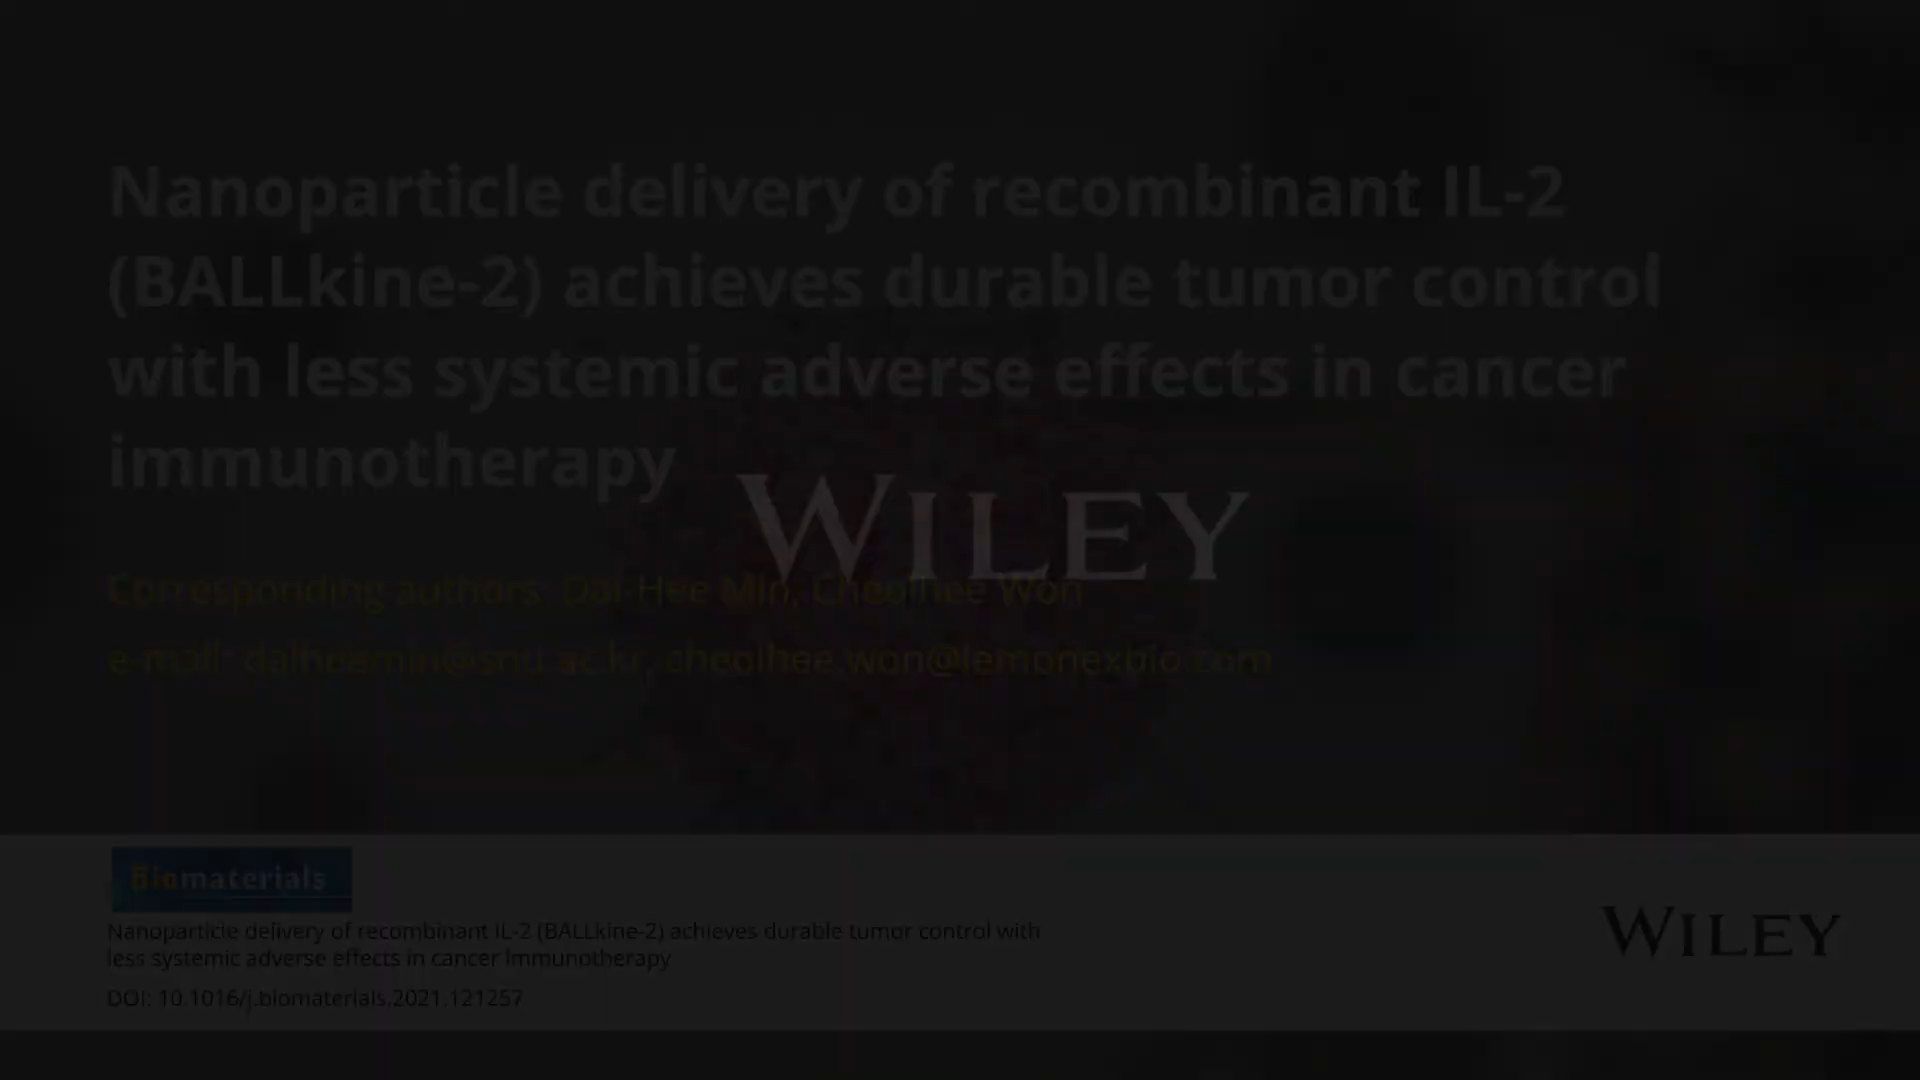 Nanoparticle delivery of recombinant IL-2
(BALLkine-2) achieves durable tumor control
with less systemic adverse effects in cancer
immunotherapy
WILEY
Corresponding authors: Dal-Hee Min, Cheolhee Won
e-mail: dalheemin@snu.ac.kr, cheolhee.won@lemonexbio.com
Biomaterials
Nanoparticle delivery of recombinant IL-2 (BALLkine-2) achieves durable tumor control with
less systemic adverse effects in cancer immunotherapy
DOI: 10.1016/j.biomaterials.2021.121257
WILEY